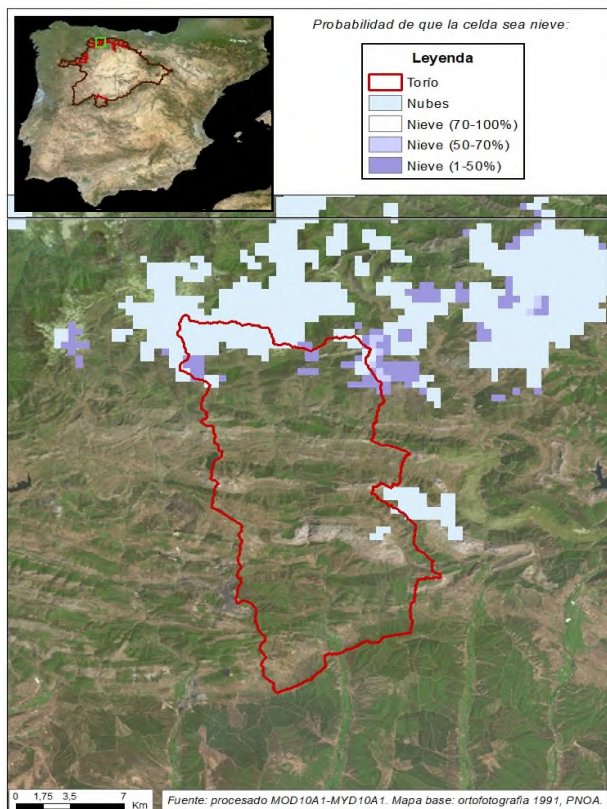 Probabilidad de que la celda sea nieve:
Leyenda
Torío
Nubes
Nieve (70-100%)
Nieve (50-70%)
Nieve (1-50%)
0 1,75 3,5 7
Km
Fuente: procesado MOD10A1-MYD10A1. Mapa base: ortofotografía 1991, PNOA